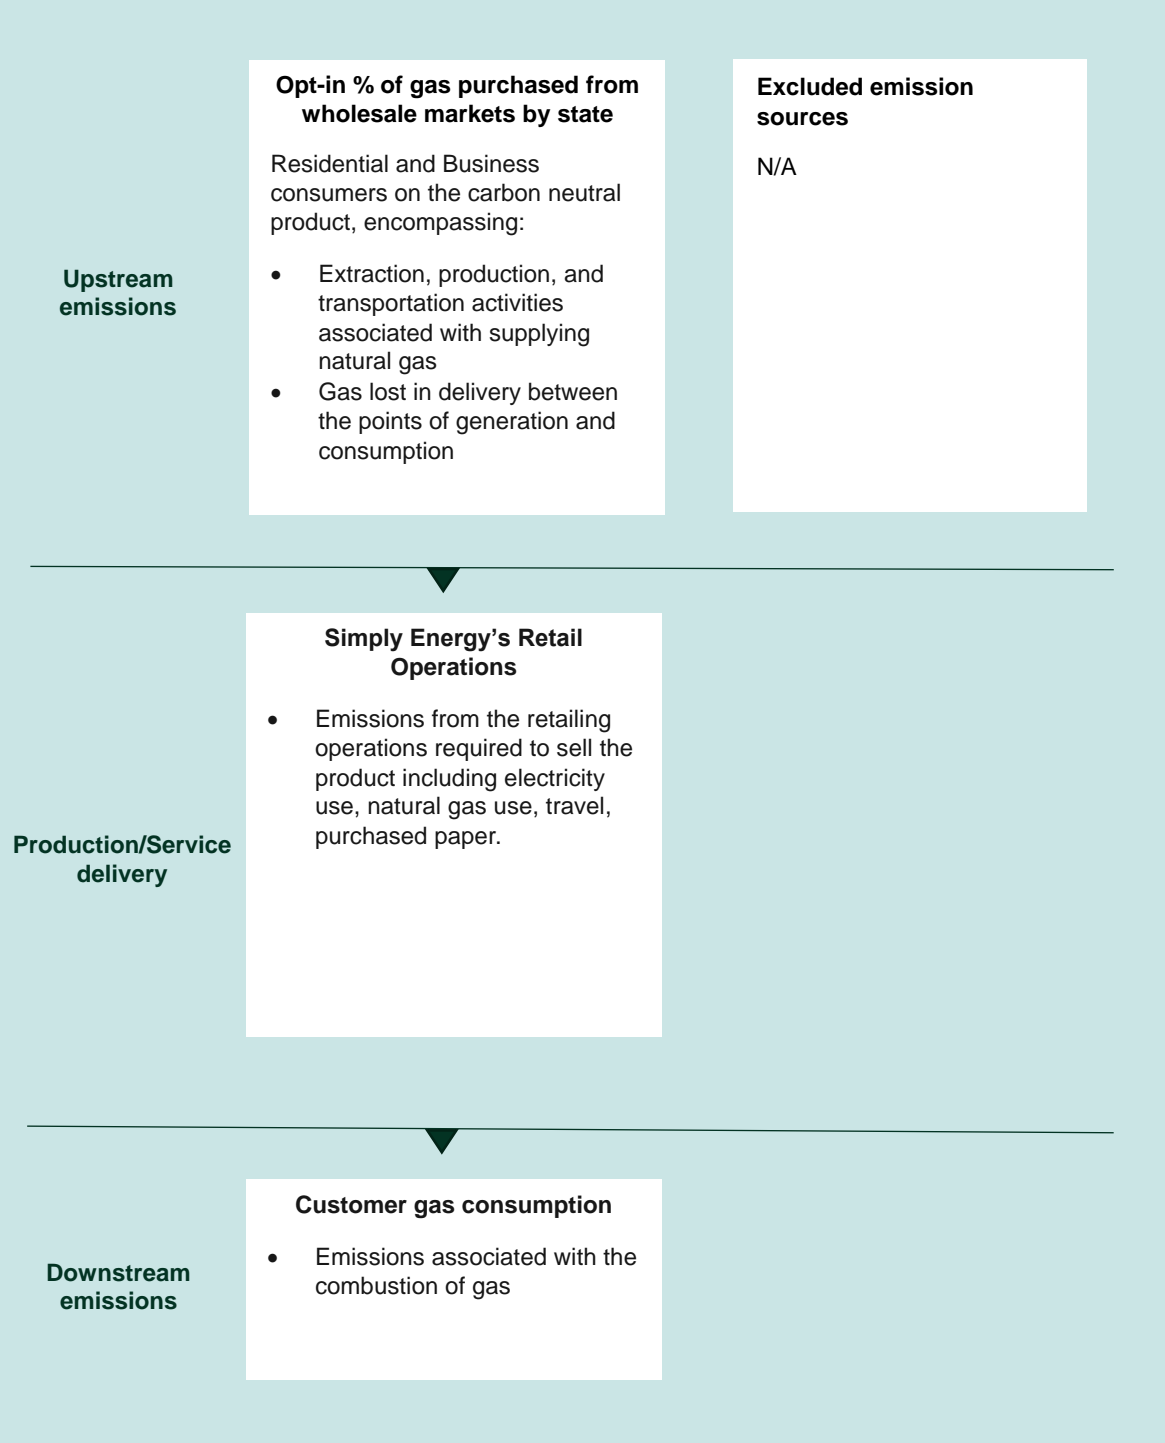 Opt-in % of gas purchased from
wholesale markets by state
Residential and Business
consumers on the carbon neutral
product, encompassing:
• Extraction, production, and
transportation activities
associated with supplying
natural gas
• Gas lost in delivery between
the points of generation and
consumption
Excluded emission
sources
N/A
Upstream
emissions
Simply Energy’s Retail
Operations
• Emissions from the retailing
operations required to sell the
product including electricity
use, natural gas use, travel,
purchased paper.
Production/Service
delivery
Customer gas consumption
• Emissions associated with the
combustion of gas
Downstream
emissions